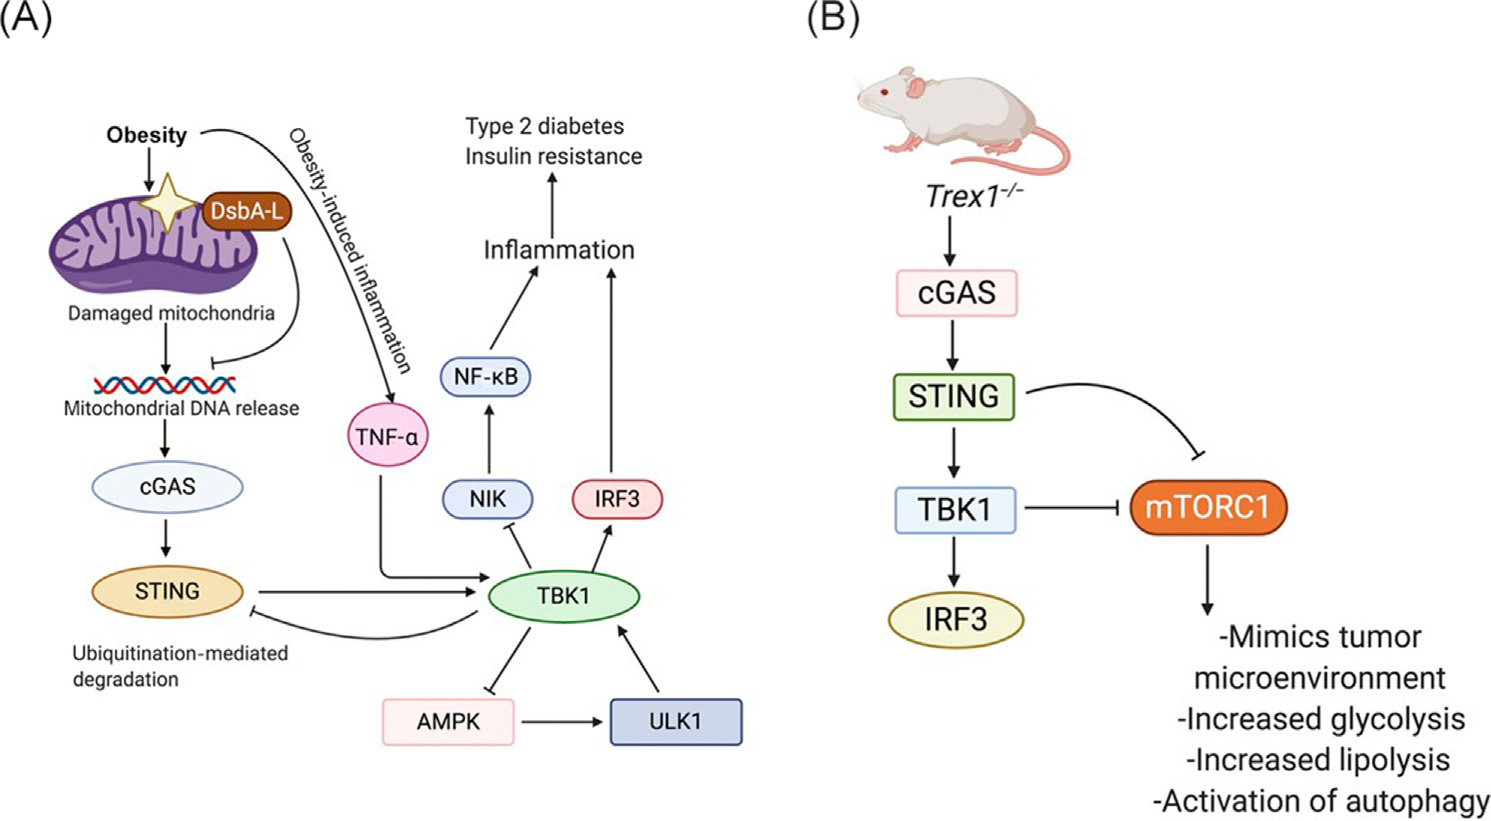 (A)
Obesity
Obesity-induced inflammation
DsbA-L
Damaged mitochondria
Mitochondrial DNA release
cGAS
STING
Ubiquitination-mediated
degradation
TNF-α
Type 2 diabetes
Insulin resistance
Inflammation
NF-κB
NIK
IRF3
TBK1
AMPK
ULK1
(B)
Trex1-/-
cGAS
STING
TBK1
mTORC1
IRF3
-Mimics tumor
microenvironment
-Increased glycolysis
-Increased lipolysis
-Activation of autophagy